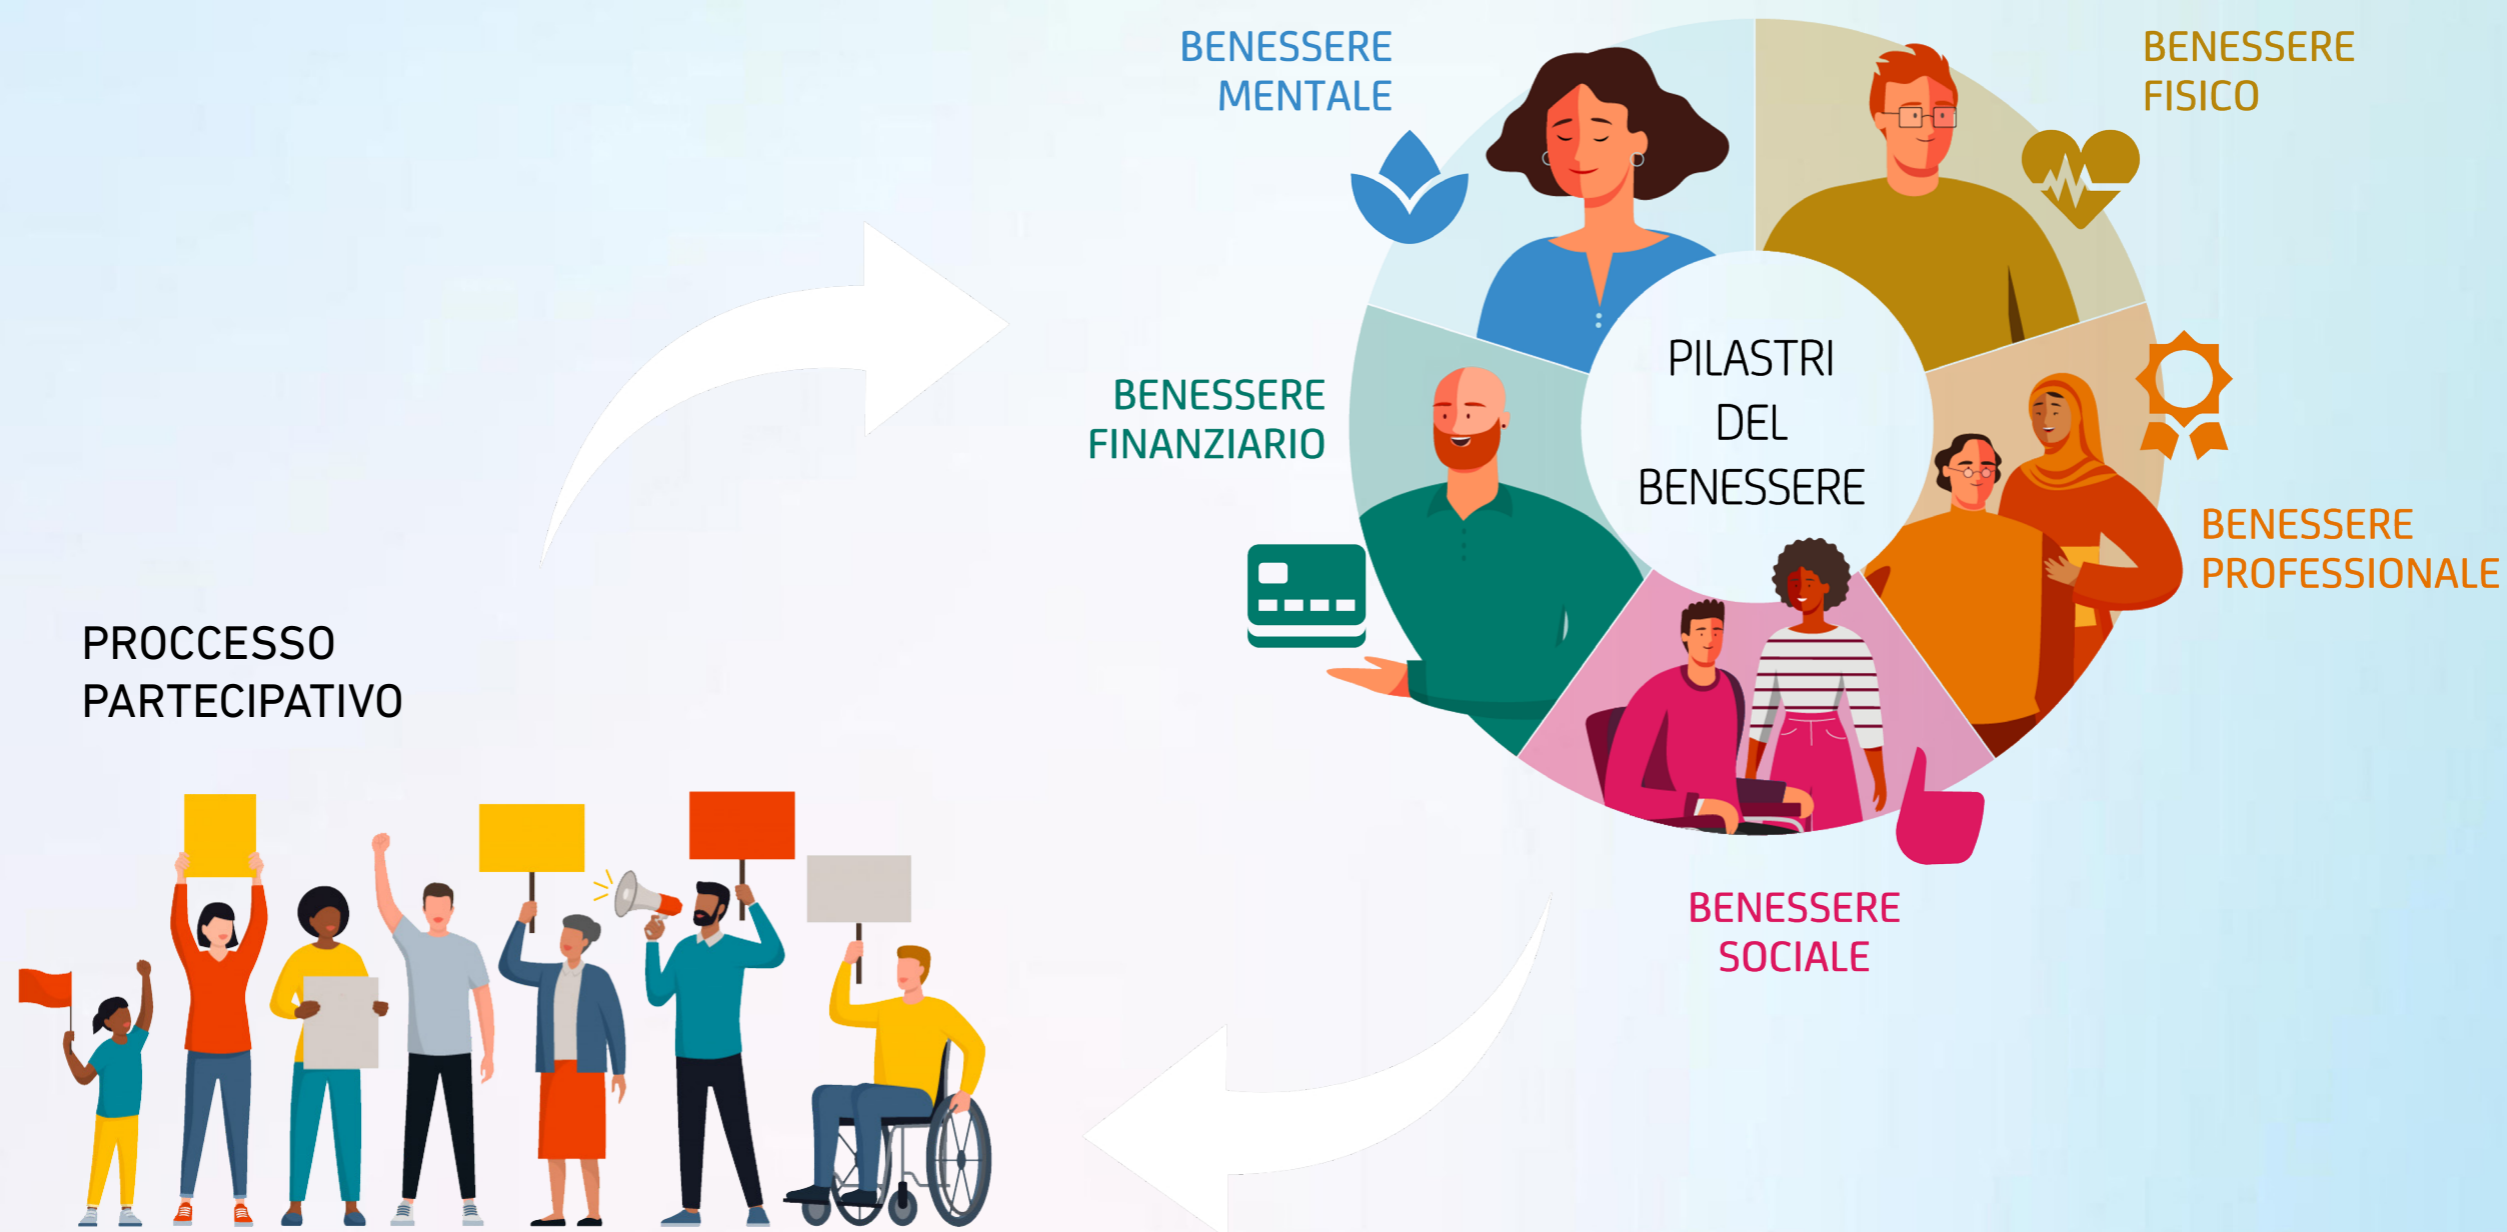 BENESSERE
MENTALE
BENESSERE
FISICO
BENESSERE
FINANZIARIO
PILASTRI
DEL
BENESSERE
BENESSERE
PROFESSIONALE
BENESSERE
SOCIALE
PROCCESSO
PARTECIPATIVO